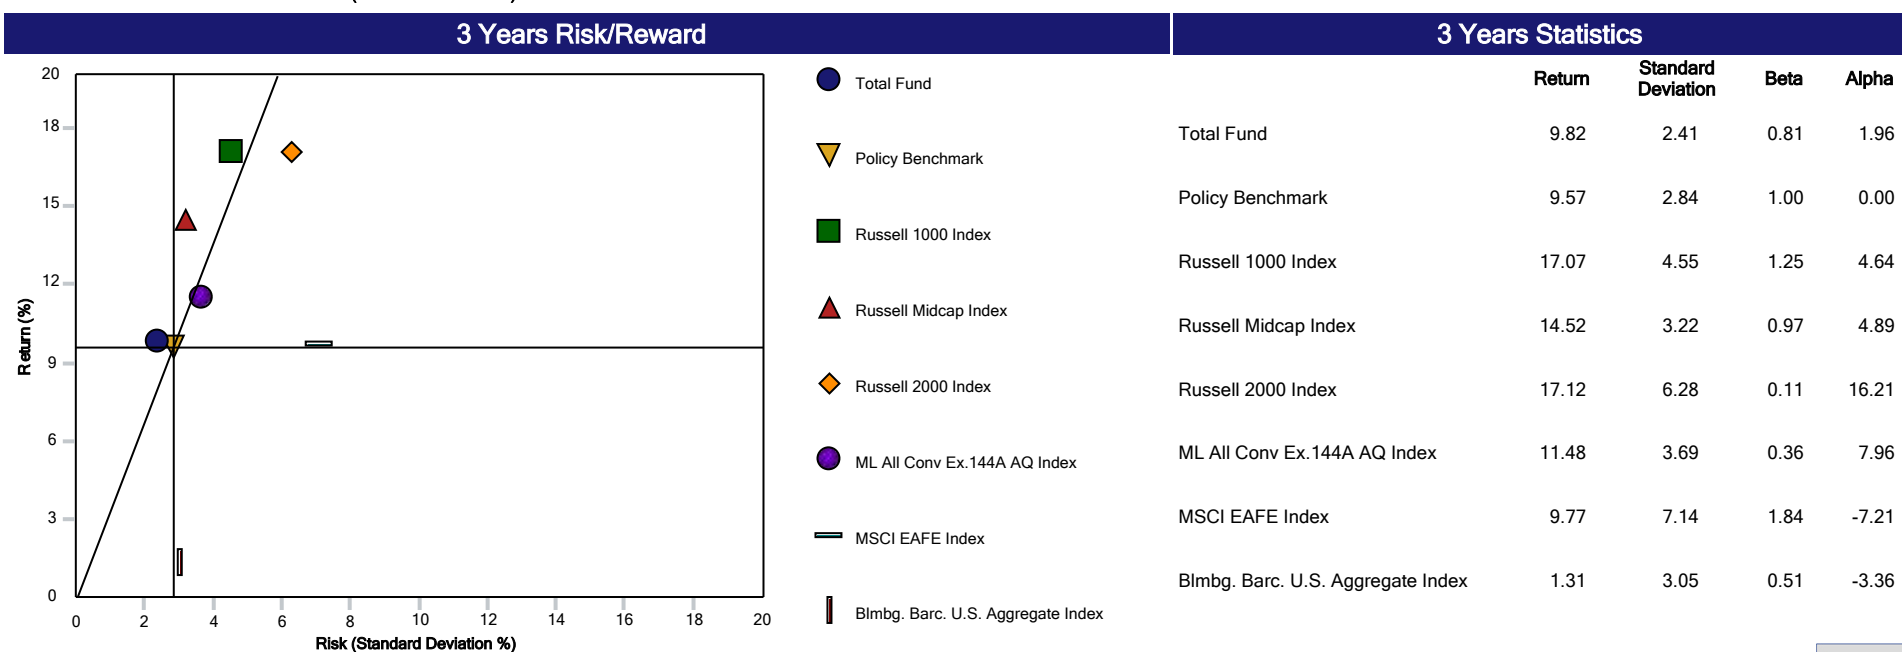 3 Years Risk/Reward
3 Years Statistics
20
18
15
12
9
6
3
0
Return (%)
0 2 4 6 8 10 12 14 16 18 20
Risk (Standard Deviation %)
Total Fund
Policy Benchmark
Russell 1000 Index
Russell Midcap Index
Russell 2000 Index
ML All Conv Ex.144A AQ Index
MSCI EAFE Index
Blmbg. Barc. U.S. Aggregate Index
Return Standard Deviation Beta Alpha
Total Fund 9.82 2.41 0.81 1.96
Policy Benchmark 9.57 2.84 1.00 0.00
Russell 1000 Index 17.07 4.55 1.25 4.64
Russell Midcap Index 14.52 3.22 0.97 4.89
Russell 2000 Index 17.12 6.28 0.11 16.21
ML All Conv Ex.144A AQ Index 11.48 3.69 0.36 7.96
MSCI EAFE Index 9.77 7.14 1.84 -7.21
Blmbg. Barc. U.S. Aggregate Index 1.31 3.05 0.51 -3.36